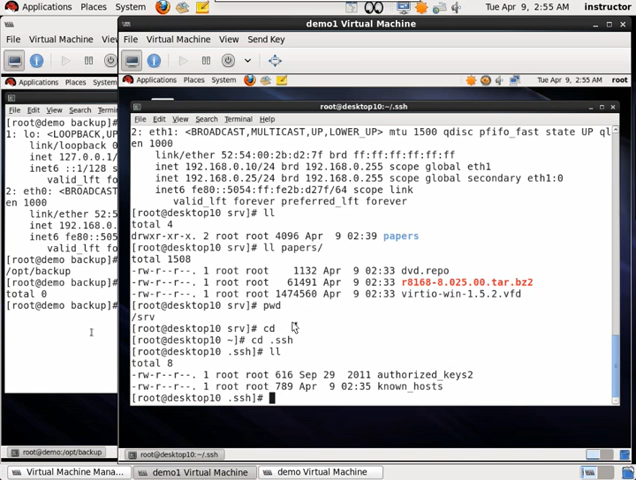 Applications Places System
Tue Apr 9, 2:55 AM instructor
demo1 Virtual Machine
File Virtual Machine View
File Virtual Machine View Send Key
Applications Places System
Applications Places System
Tue Apr 9, 2:55 AM root
root@desktop10:~/.ssh
File Edit View Search Terminal
File Edit View Search Terminal Help
[root@demo backup]#
1: lo: <LOOPBACK,UP
link/loopback 0
inet 127.0.0.1/
inet6 ::1/128 s
valid_lft f
2: eth0: <BROADCAST
en 1000
link/ether 52:5
inet 192.168.0.
inet6 fe80::505
valid_lft f
[root@demo backup]#
/opt/backup
[root@demo backup]#
total 0
[root@demo backup]#
2: eth1: <BROADCAST,MULTICAST,UP,LOWER_UP> mtu 1500 qdisc pfifo_fast state UP ql
en 1000
link/ether 52:54:00:2b:d2:7f brd ff:ff:ff:ff:ff:ff
inet 192.168.0.10/24 brd 192.168.0.255 scope global eth1
inet 192.168.0.178/24 brd 192.168.0.255 scope global secondary eth1:0
inet6 fe80::5054:ff:fe2b:d27f/64 scope link
valid_lft forever preferred_lft forever
[root@desktop10 srv]# ll
total 4
drwxr-xr-x. 2 root root 4096 Apr 9 02:39 papers
[root@desktop10 srv]# ll papers/
total 1508
-rw-r--r--. 1 root root 1132 Apr 9 02:33 dvd.repo
-rw-r--r--. 1 root root 61491 Apr 9 02:33 r8168-8.025.00.tar.bz2
-rw-r--r--. 1 root root 1474560 Apr 9 02:33 virtio-win-1.5.2.vfd
[root@desktop10 srv]# pwd
/srv
[root@desktop10 srv]# cd
[root@desktop10 ~]# cd .ssh
[root@desktop10 .ssh]# ll
total 8
-rw-r--r--. 1 root root 616 Sep 29 2011 authorized_keys2
-rw-r--r--. 1 root root 789 Apr 9 02:35 known_hosts
[root@desktop10 .ssh]#
root@demo:/opt/backup
root@desktop10:~/.ssh
Virtual Machine Mana...
demo1 Virtual Machine
demo Virtual Machine